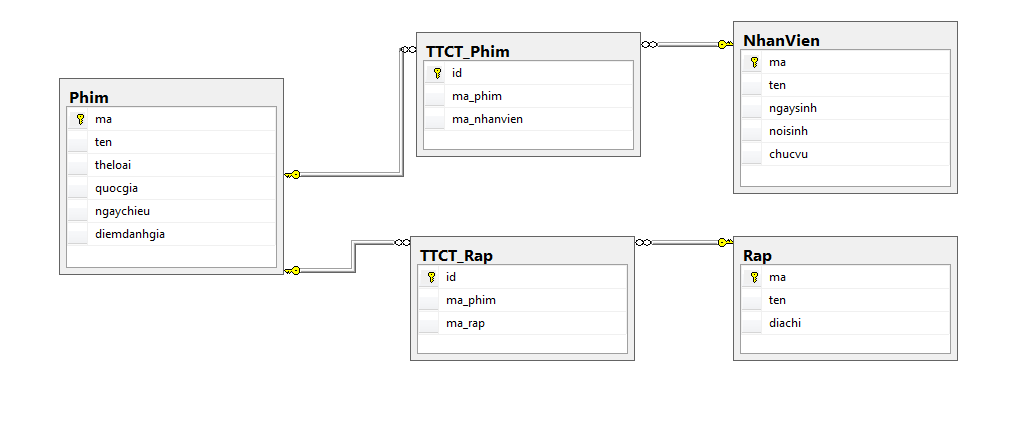 Phim
ma
ten
theloai
quocgia
ngaychieu
diemdanhgia
TTCT_Phim
id
ma_phim
ma_nhanvien
NhanVien
ma
ten
ngaysinh
noisinh
chucvu
TTCT_Rap
id
ma_phim
ma_rap
Rap
ma
ten
diachi